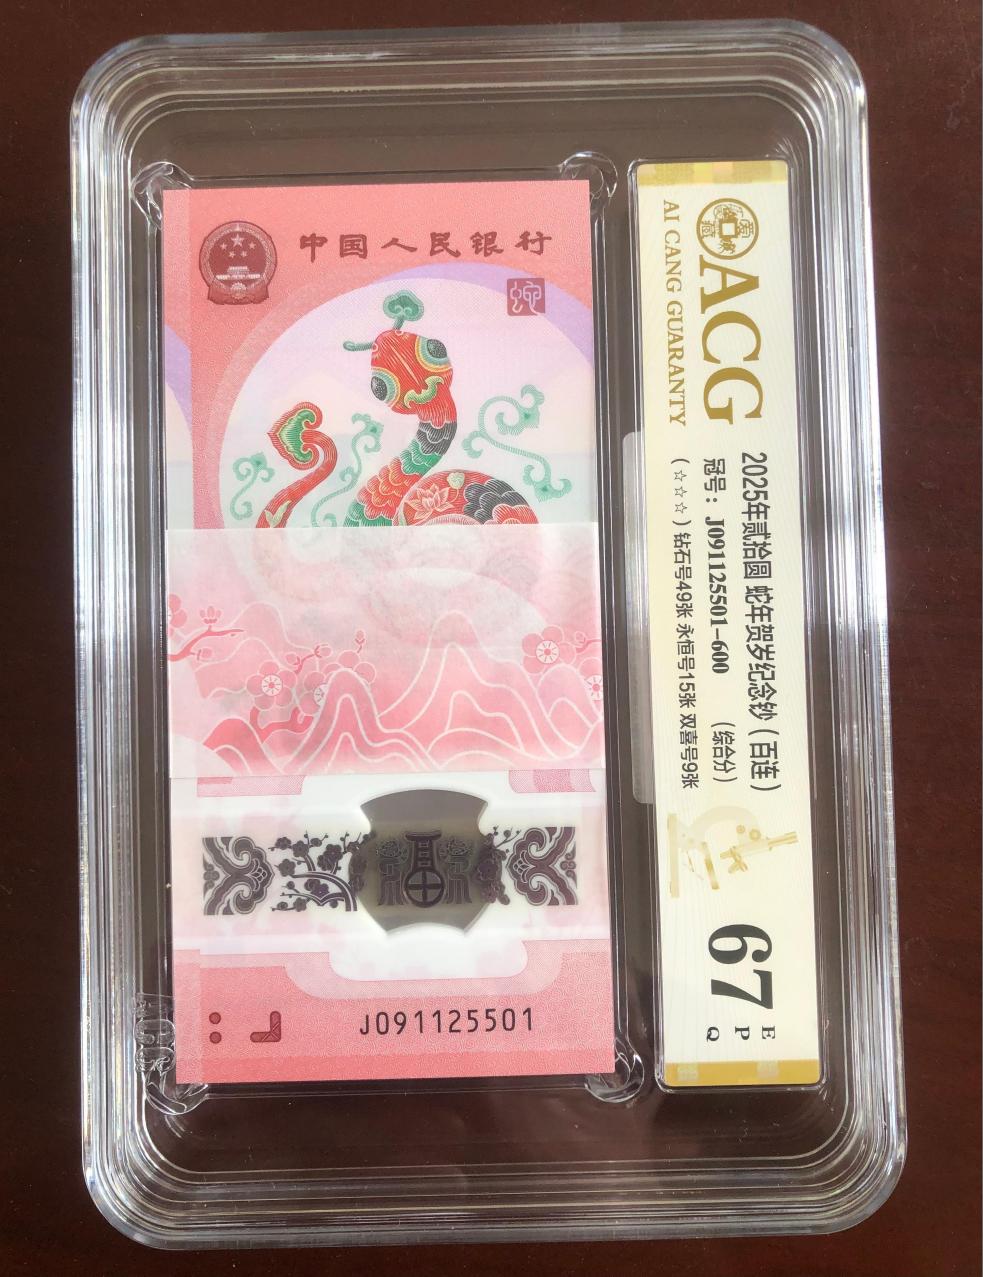 中国人民银行
蛇
J091125501
ACG
AI CANG GUARANTY
2025年贰拾圆 蛇年贺岁纪念钞（百连）
冠号：J091125501-600 （综合分）
（☆☆☆）钻石号49张 永恒号15张 双喜号9张
67
E
P
Q
ACG